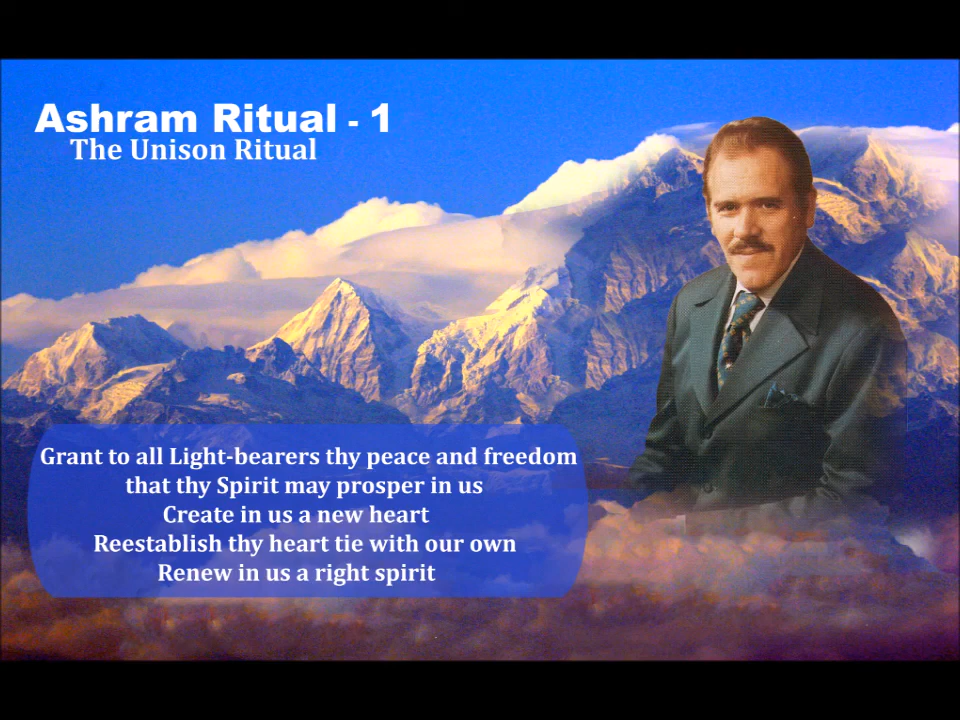 Ashram Ritual - 1
The Unison Ritual
Grant to all Light-bearers thy peace and freedom
that thy Spirit may prosper in us
Create in us a new heart
Reestablish thy heart tie with our own
Renew in us a right spirit